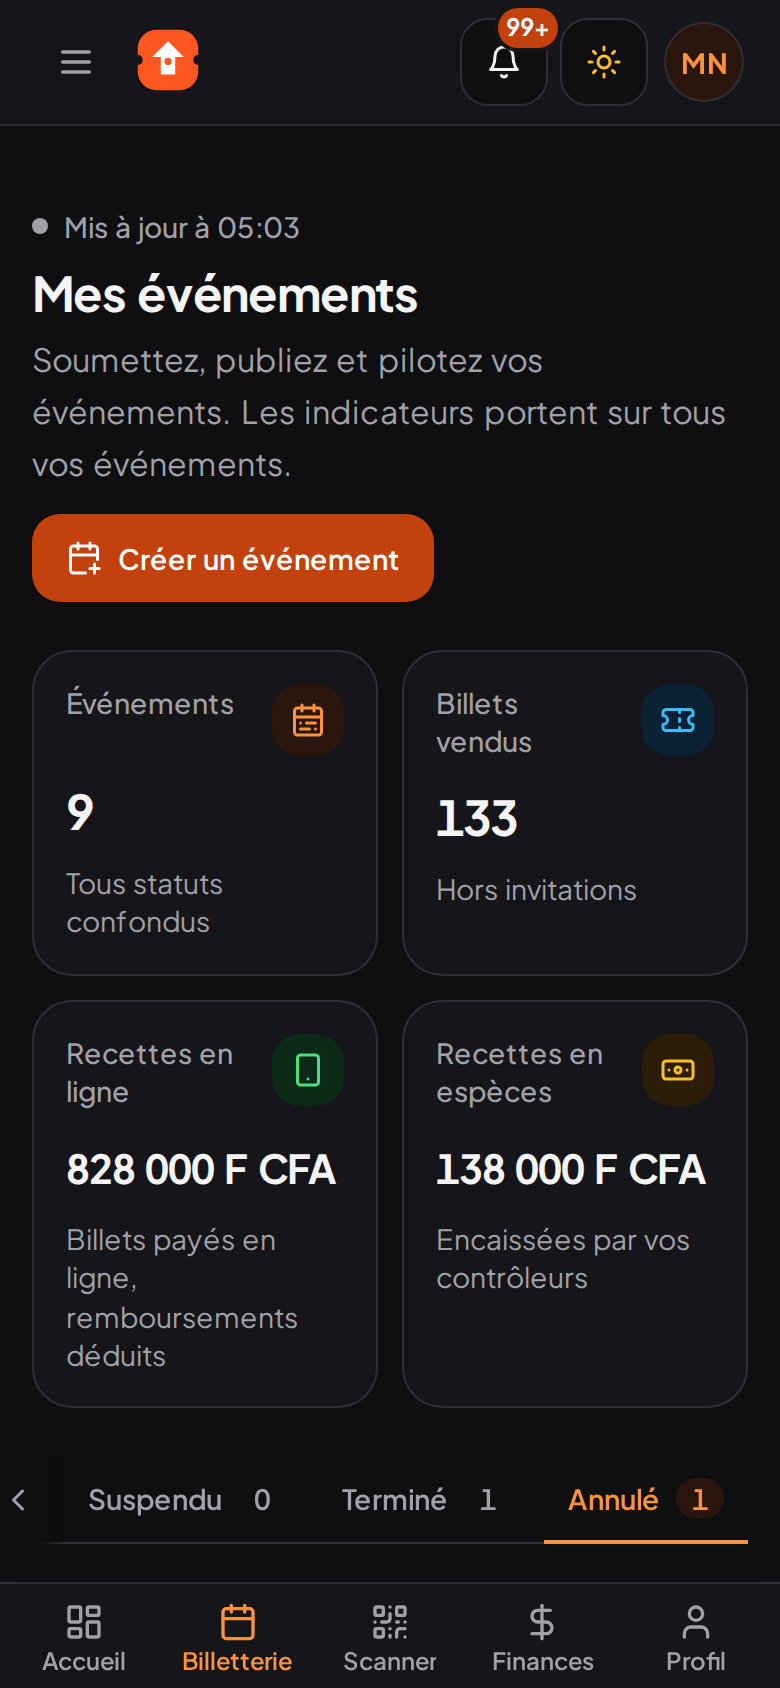 99+
MN
Mis à jour à 05:03
Mes événements
Soumettez, publiez et pilotez vos
événements. Les indicateurs portent sur tous
vos événements.
Créer un événement
Événements
9
Tous statuts
confondus
Billets
vendus
133
Hors invitations
Recettes en
ligne
828 000 F CFA
Billets payés en
ligne,
remboursements
déduits
Recettes en
espèces
138 000 F CFA
Encaissées par vos
contrôleurs
Suspendu 0 Terminé 1 Annulé 1
Accueil Billetterie Scanner Finances Profil